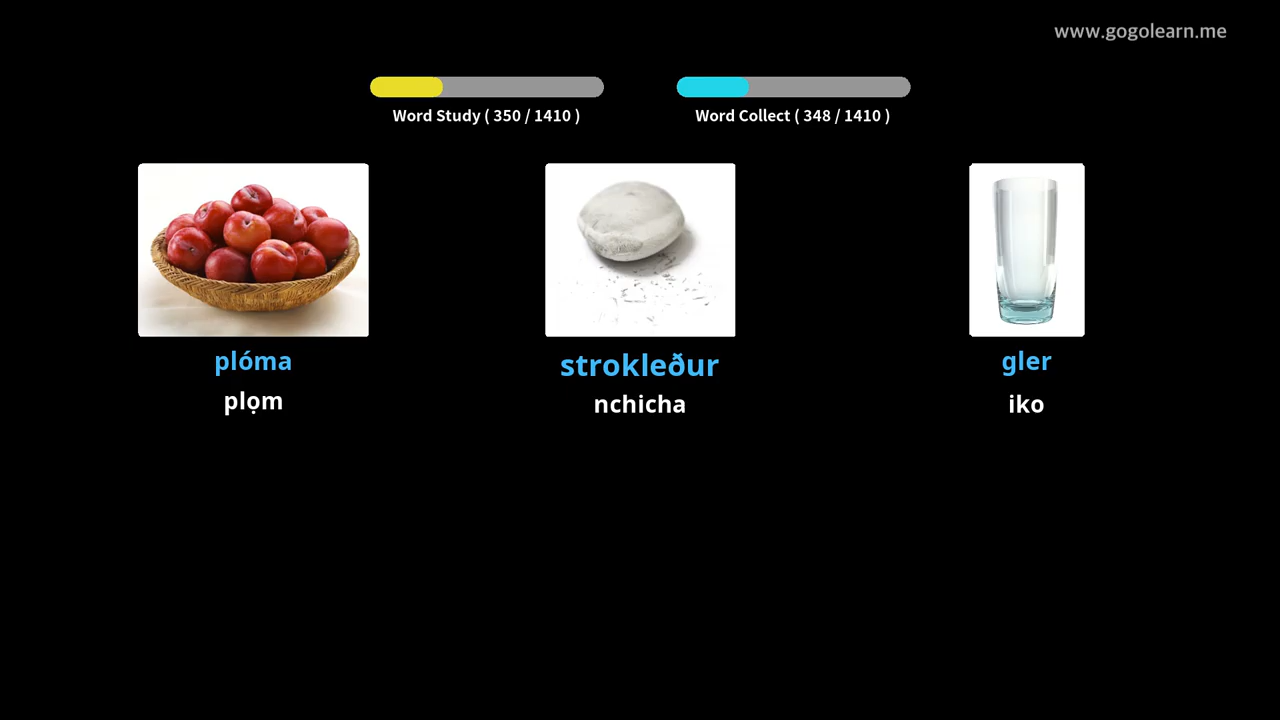 www.gogolearn.me
Word Study ( 350 / 1410 )
Word Collect ( 348 / 1410 )
plóma
strokleður
gler
plọm
nchicha
iko